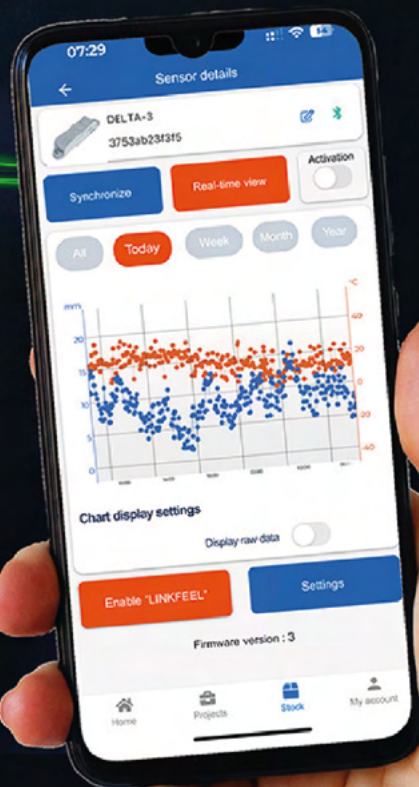 07:29
54
Sensor details
DELTA-3
3753ab23f3f5
Synchronize
Real-time view
Activation
All
Today
Week
Month
Year
mm
°C
20
15
10
5
0
40
20
0
-20
-40
Chart display settings
Display raw data
Enable "LINKFEEL"
Settings
Firmware version : 3
Home
Projects
Stock
My account